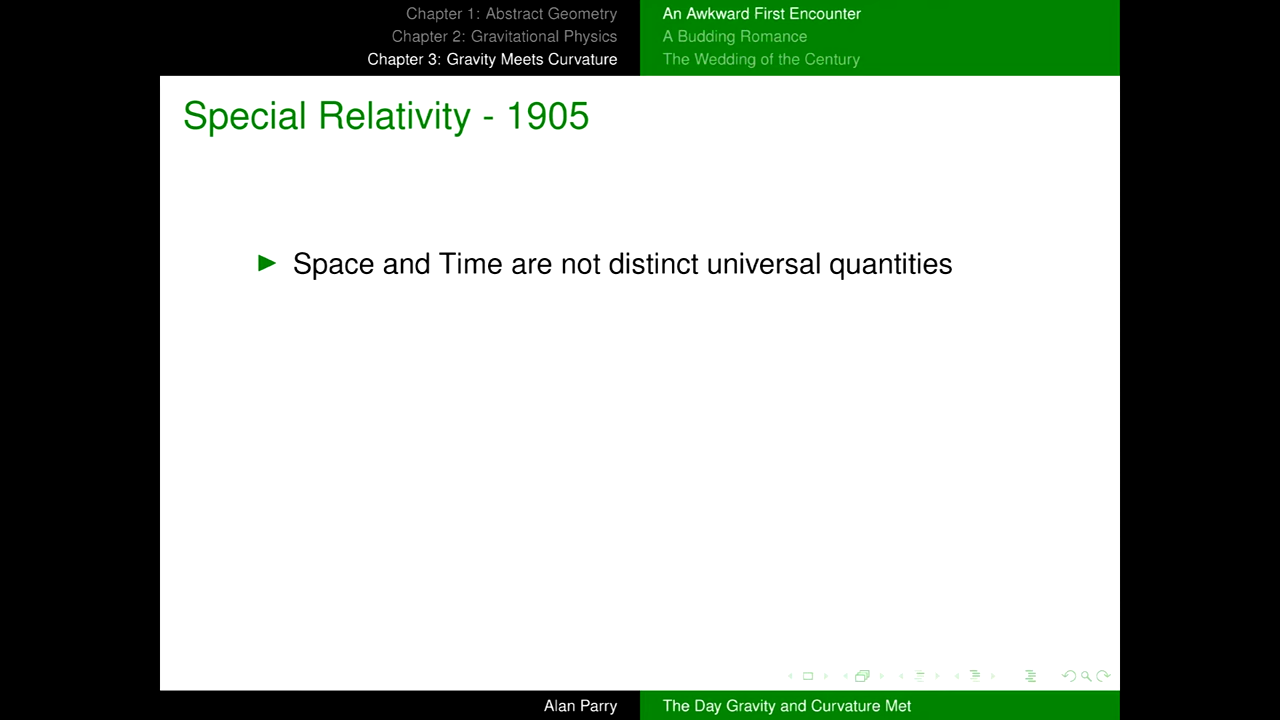 Chapter 1: Abstract Geometry
Chapter 2: Gravitational Physics
Chapter 3: Gravity Meets Curvature
An Awkward First Encounter
A Budding Romance
The Wedding of the Century
Special Relativity - 1905
Space and Time are not distinct universal quantities
Alan Parry
The Day Gravity and Curvature Met